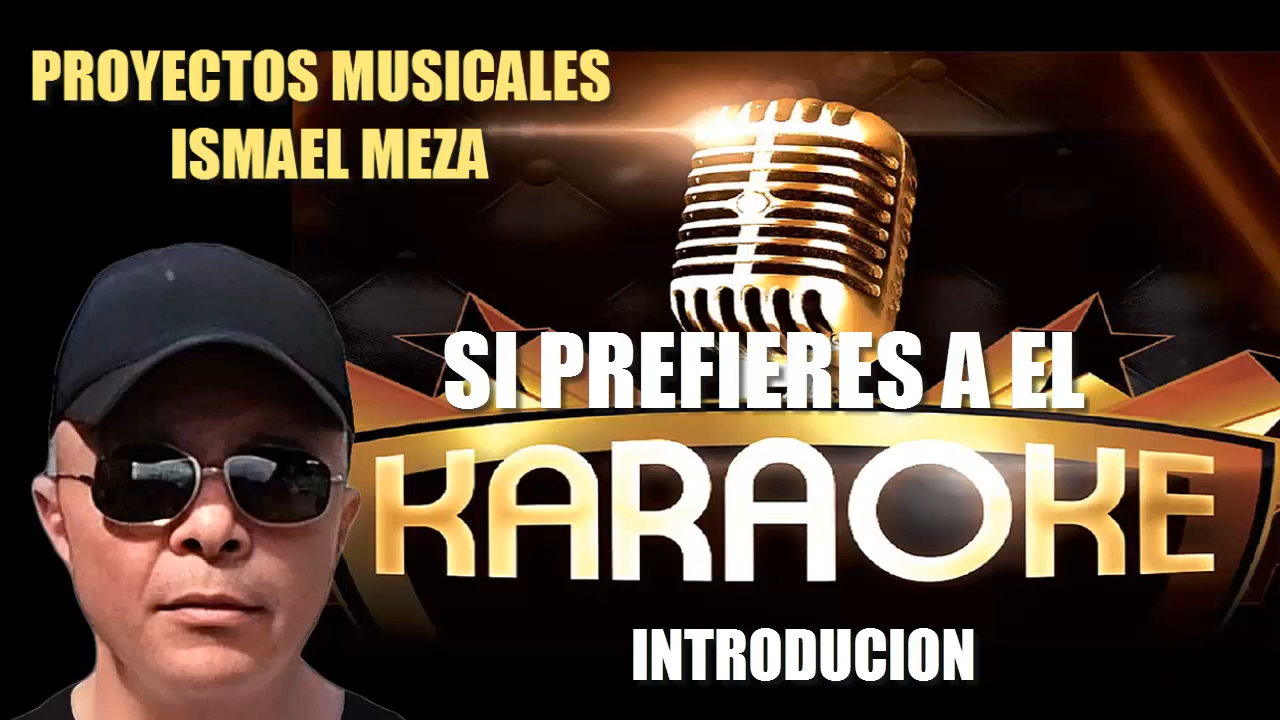 PROYECTOS MUSICALES
ISMAEL MEZA
SI PREFIERES A EL
KARAOKE
INTRODUCION